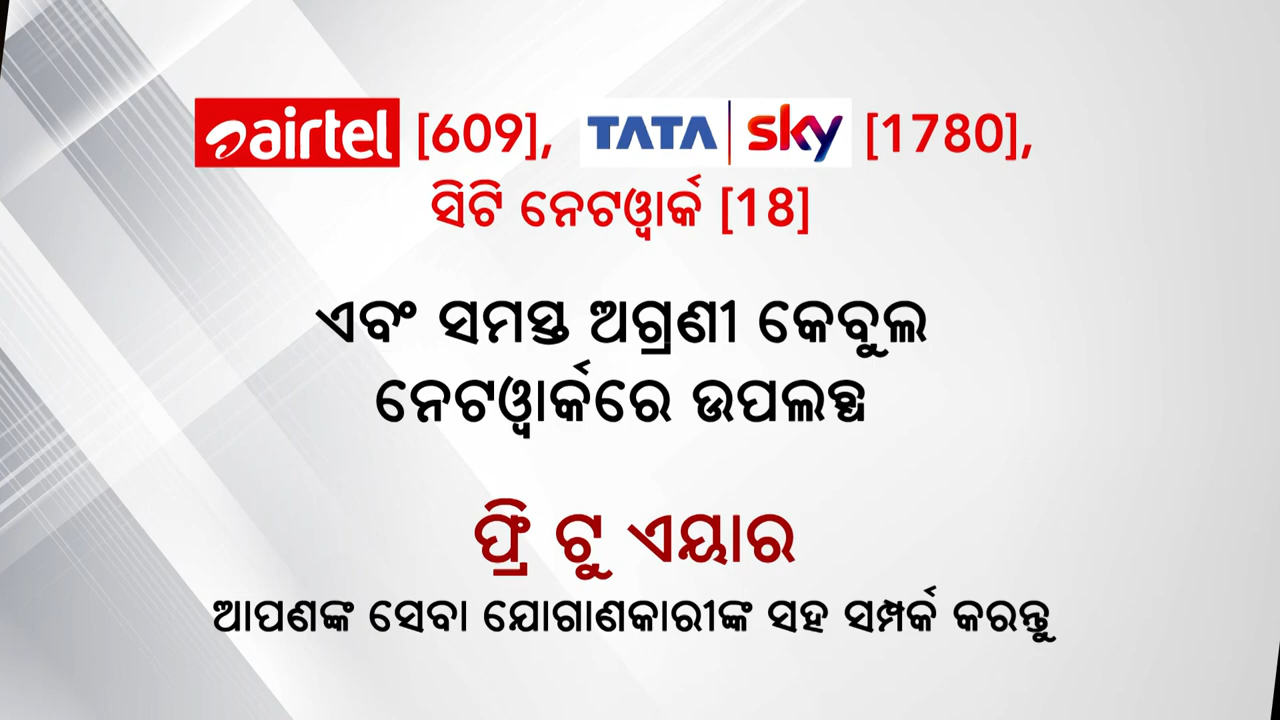 airtel [609], TATA sky [1780],
ସିଟି ନେଟୱାର୍କ [18]
ଏବଂ ସମସ୍ତ ଅଗ୍ରଣୀ କେବୁଲ
ନେଟୱାର୍କରେ ଉପଲବ୍ଧ
ଫ୍ରି ଟୁ ଏୟାର
ଆପଣଙ୍କ ସେବା ଯୋଗାଣକାରୀଙ୍କ ସହ ସମ୍ପର୍କ କରନ୍ତୁ